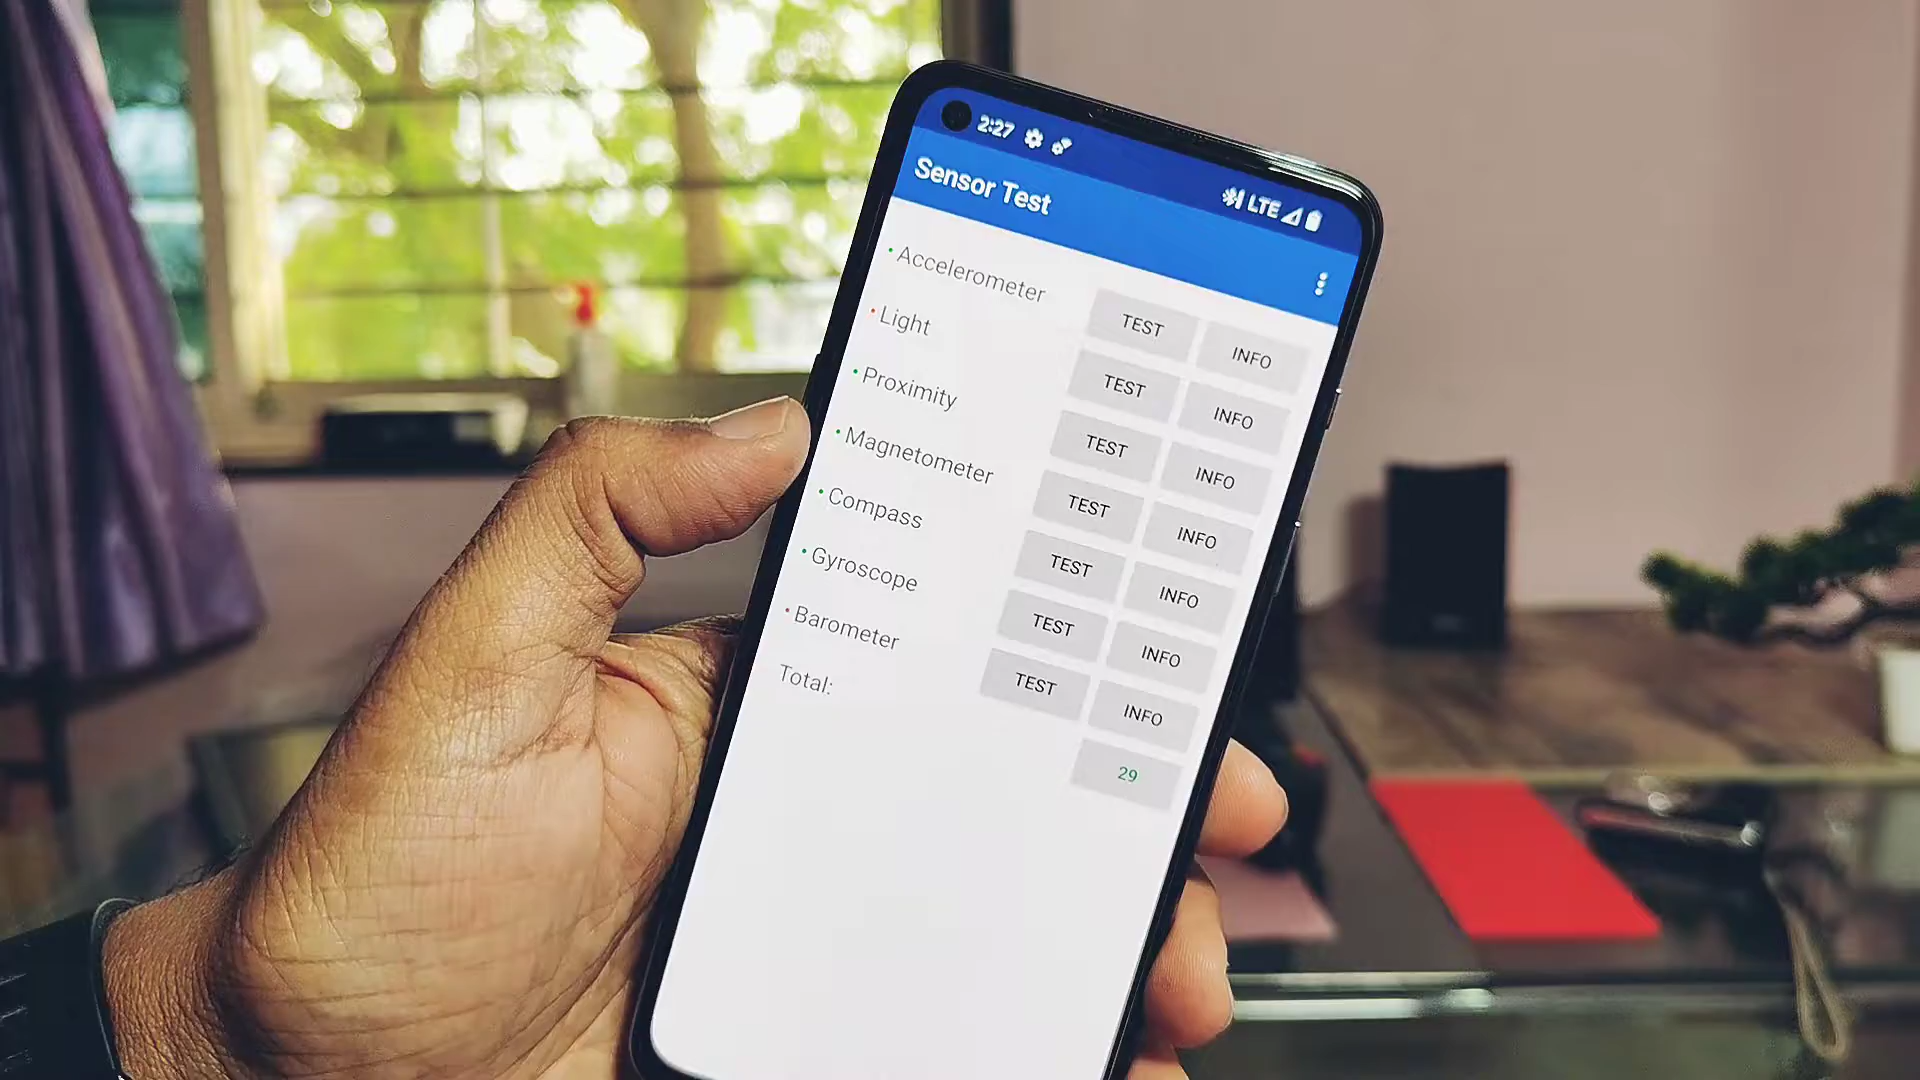 2:27 LTE
Sensor Test
Accelerometer TEST INFO
Light TEST INFO
Proximity TEST INFO
Magnetometer TEST INFO
Compass TEST INFO
Gyroscope TEST INFO
Barometer TEST INFO
Total: 29